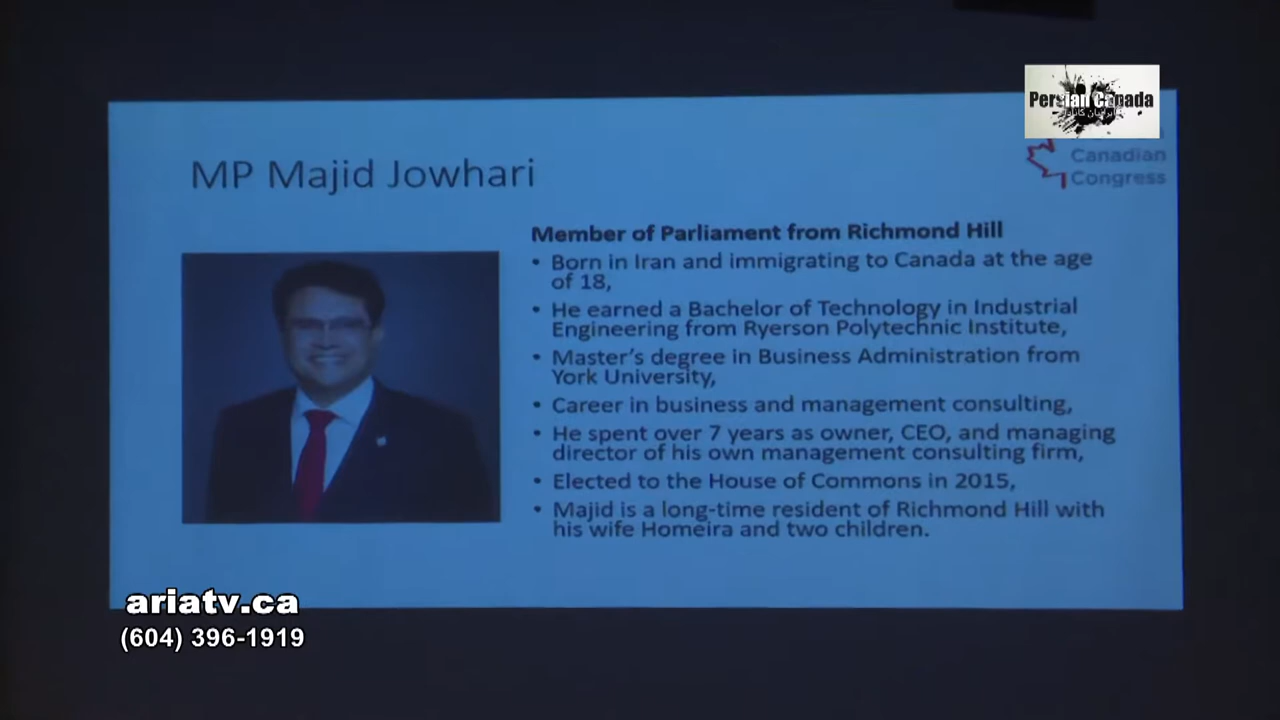 Persian Canada
ایرانیان کانادا
Canadian
Congress
MP Majid Jowhari
Member of Parliament from Richmond Hill
• Born in Iran and immigrating to Canada at the age
of 18,
• He earned a Bachelor of Technology in Industrial
Engineering from Ryerson Polytechnic Institute,
• Master's degree in Business Administration from
York University,
• Career in business and management consulting,
• He spent over 7 years as owner, CEO, and managing
director of his own management consulting firm,
• Elected to the House of Commons in 2015,
• Majid is a long-time resident of Richmond Hill with
his wife Homeira and two children.
ariatv.ca
(604) 396-1919